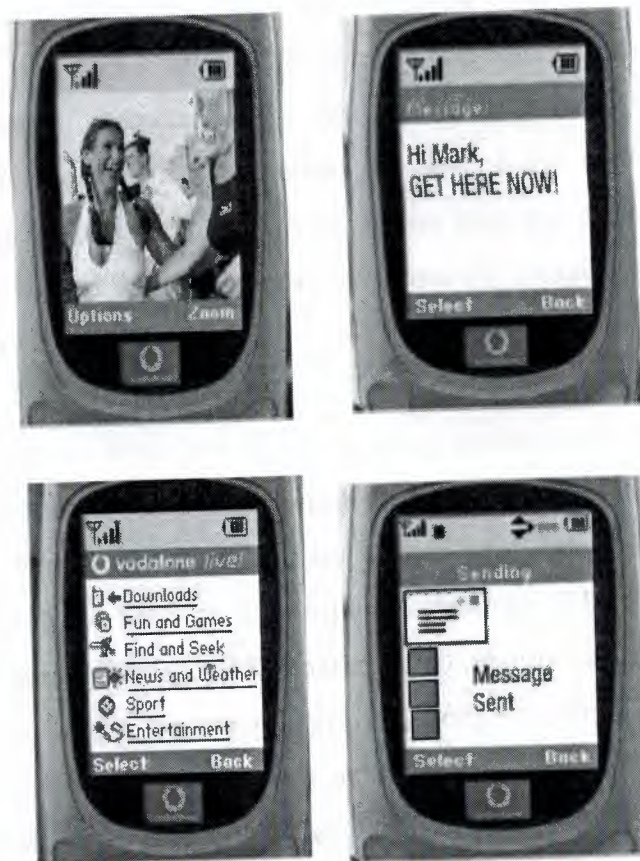 Options Zoom
Message
Hi Mark,
GET HERE NOW!
Select Back
vodafone live!
Downloads
Fun and Games
Find and Seek
News and Weather
Sport
Entertainment
Select Back
Sending
Message
Sent
Select Back